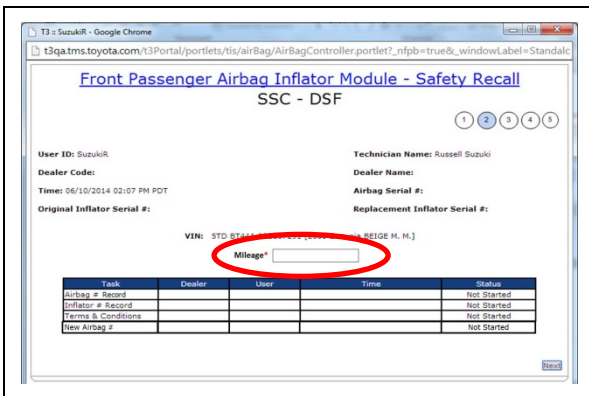 T3 :: SuzukiR - Google Chrome
t3qa.tms.toyota.com/t3Portal/portlets/tis/airBag/AirBagController.portlet?_nfpb=true&_windowLabel=Standalc
Front Passenger Airbag Inflator Module - Safety Recall
SSC - DSF
1 2 3 4 5
User ID: SuzukiR Technician Name: Russell Suzuki
Dealer Code: Dealer Name:
Time: 06/10/2014 02:07 PM PDT Airbag Serial #:
Original Inflator Serial #: Replacement Inflator Serial #:
VIN: STD BEIGE M. M.]
Mileage*
Task Dealer User Time Status
Airbag # Record Not Started
Inflator # Record Not Started
Terms & Conditions Not Started
New Airbag # Not Started
Next